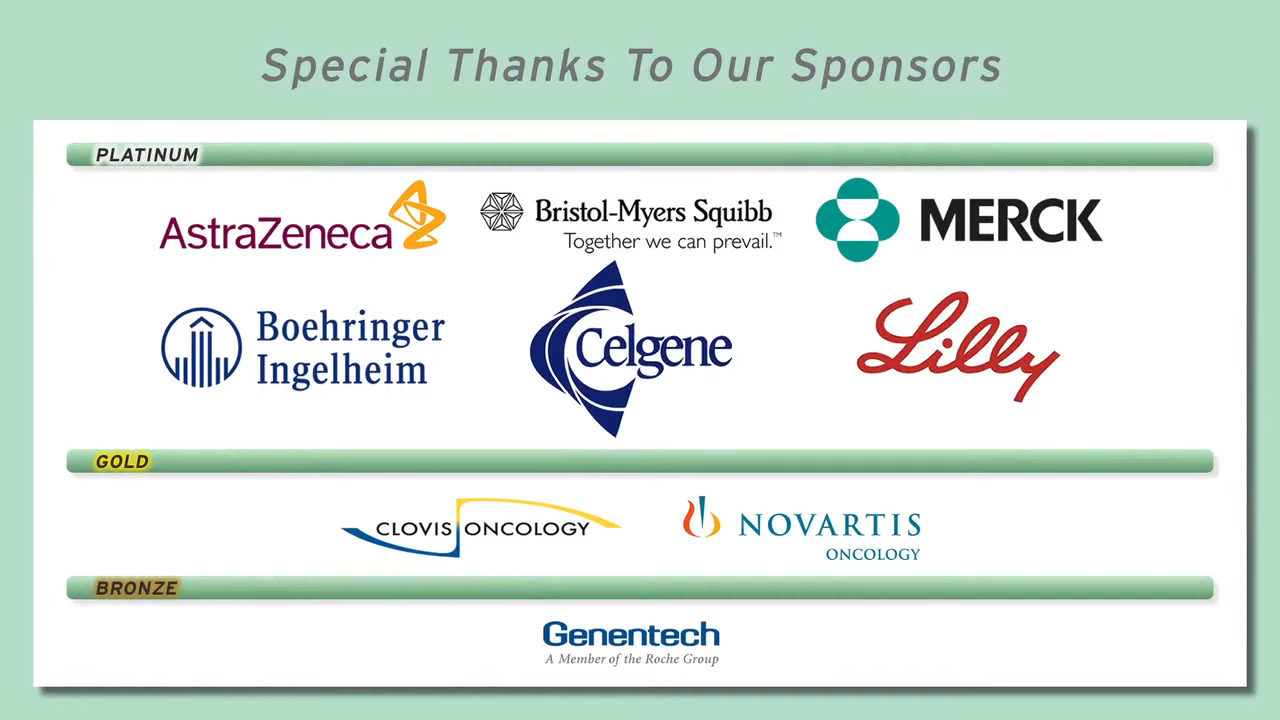 Special Thanks To Our Sponsors
PLATINUM
AstraZeneca
Bristol-Myers Squibb
Together we can prevail.™
MERCK
Boehringer
Ingelheim
Celgene
Lilly
GOLD
CLOVIS ONCOLOGY
NOVARTIS
ONCOLOGY
BRONZE
Genentech
A Member of the Roche Group